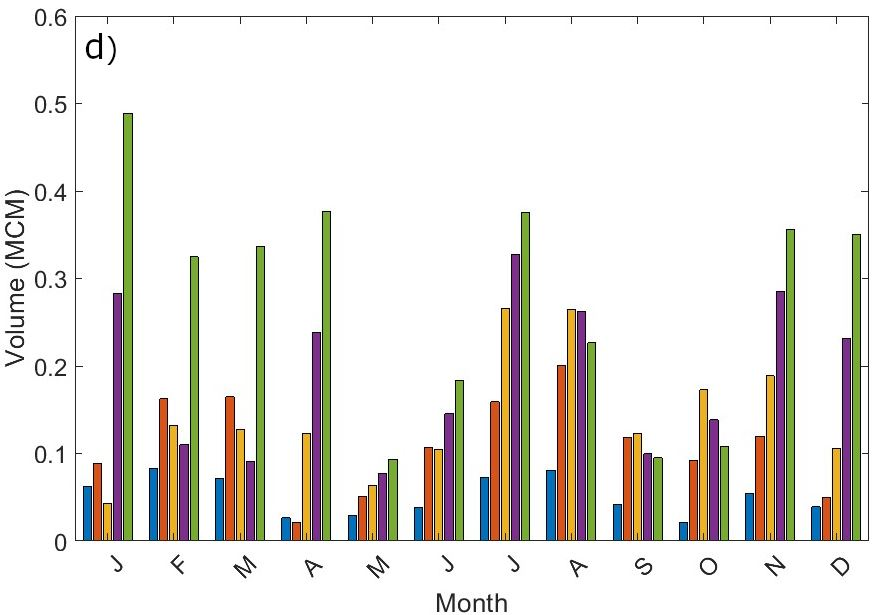 d)
0.6
0.5
0.4
0.3
0.2
0.1
0
Volume (MCM)
J
F
M
A
M
J
J
A
S
O
N
D
Month